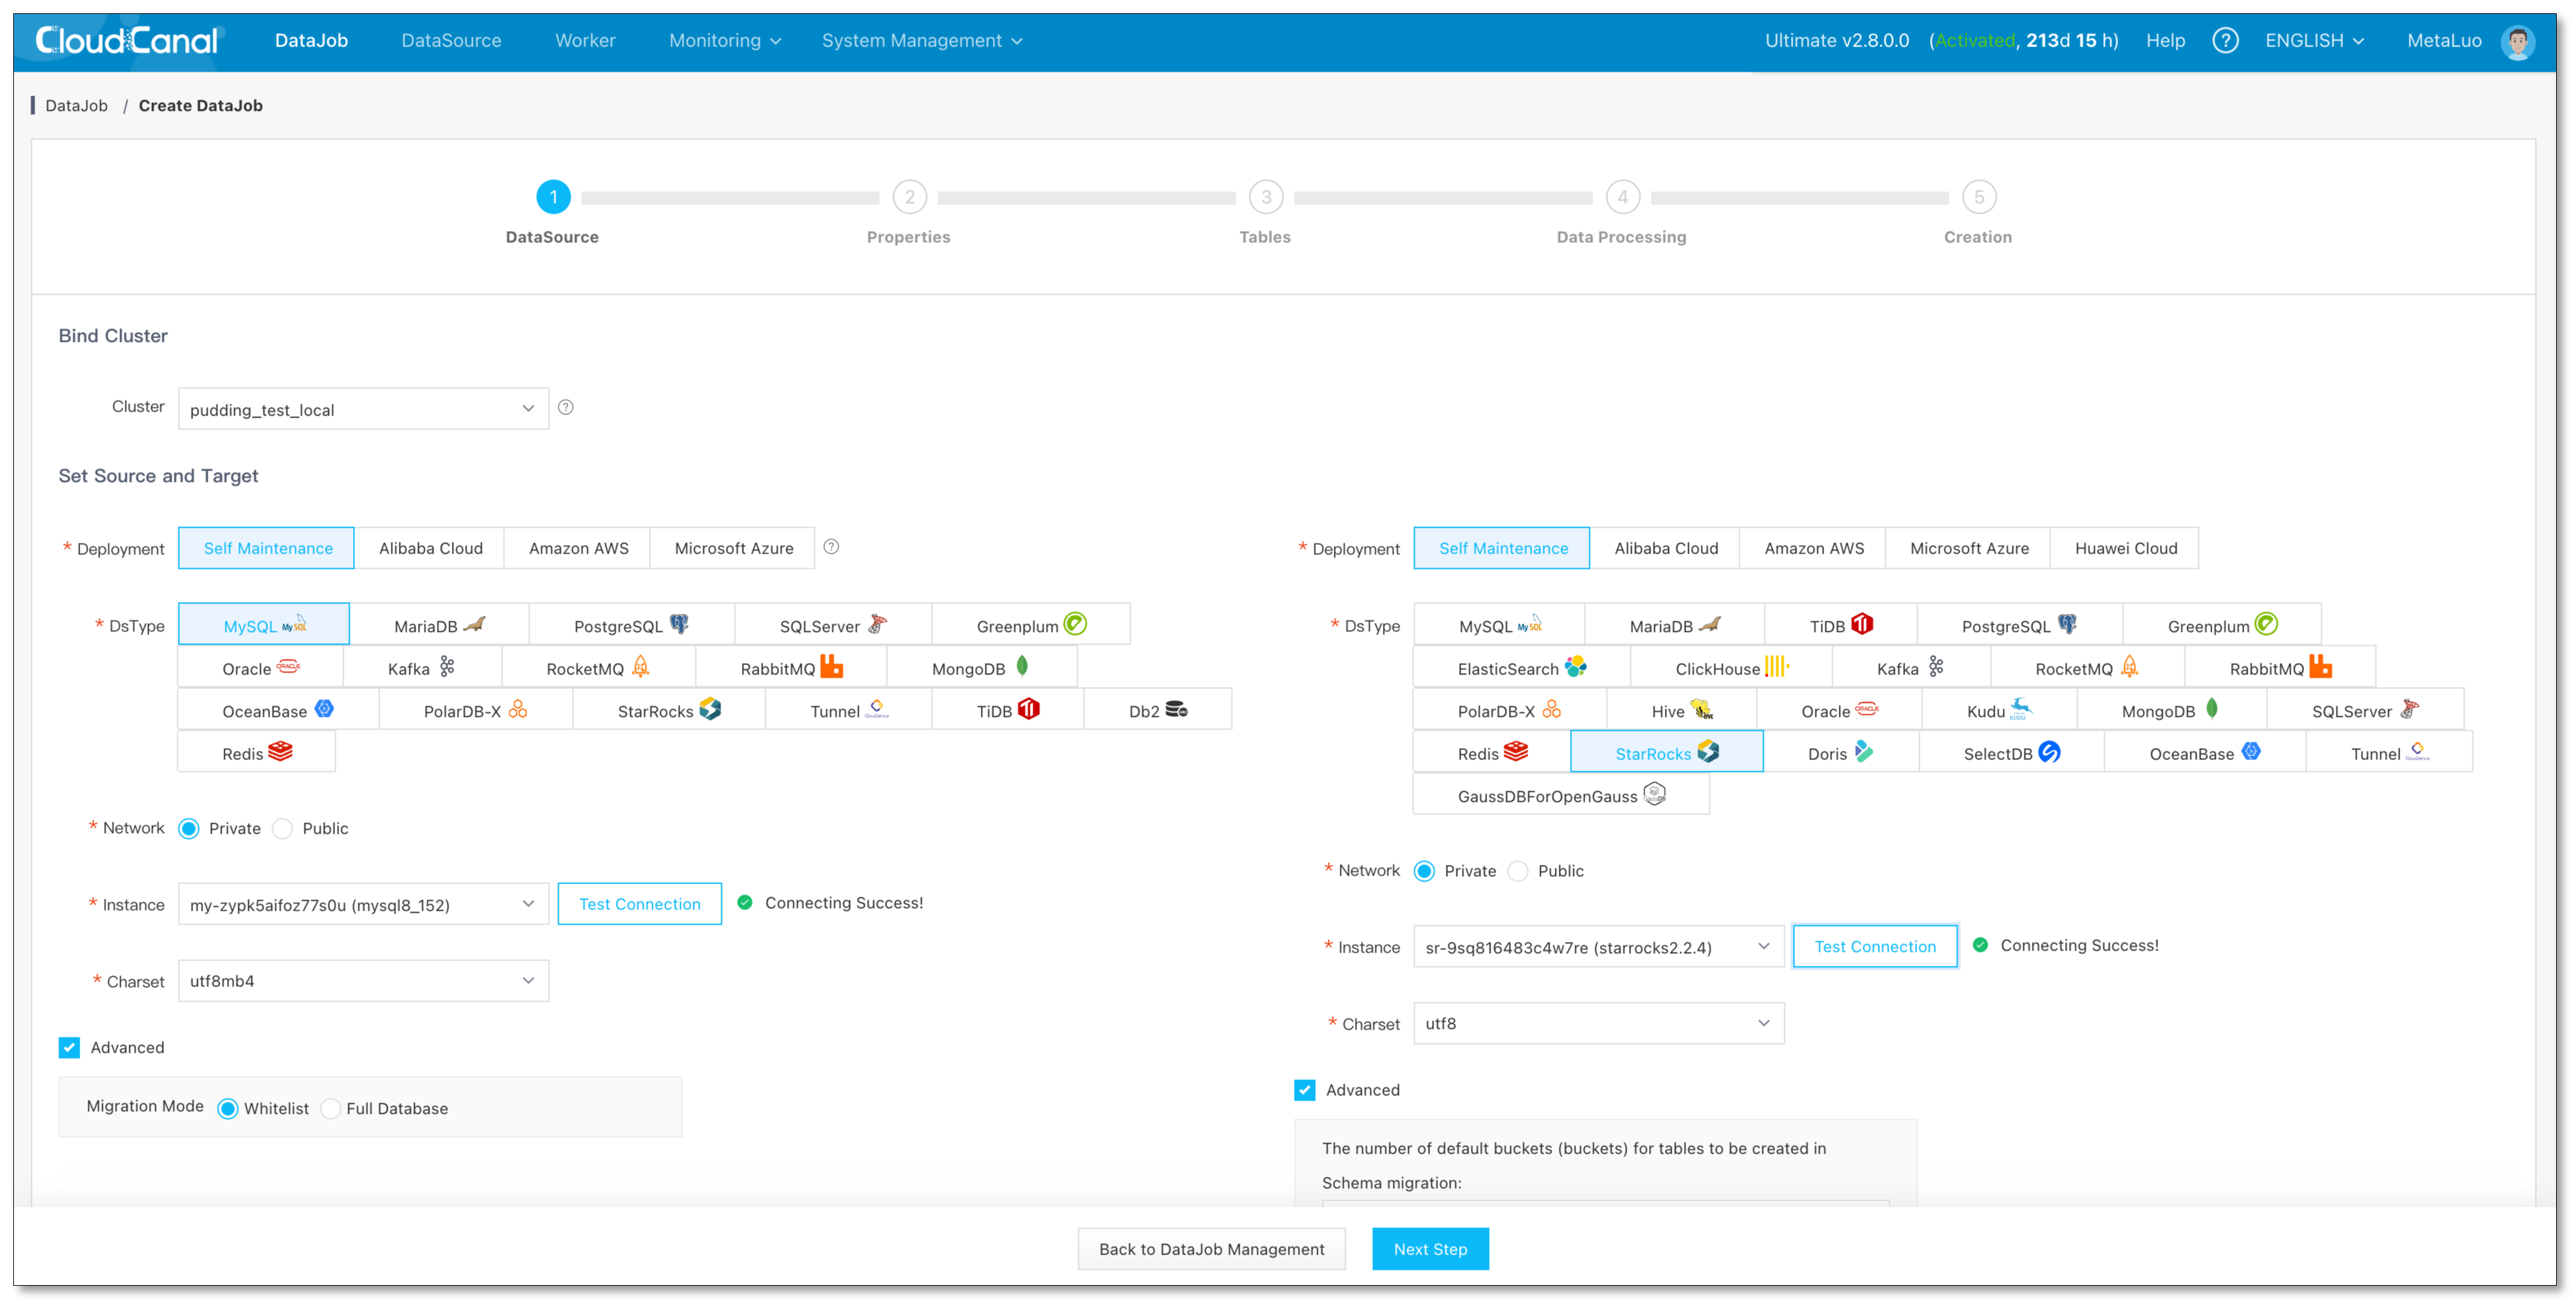 CloudCanal DataJob DataSource Worker Monitoring System Management Ultimate v2.8.0.0 (Activated, 213d 15 h) Help ? ENGLISH MetaLuo
DataJob / Create DataJob
1 2 3 4 5
DataSource Properties Tables Data Processing Creation
Bind Cluster
Cluster pudding_test_local ?
Set Source and Target
* Deployment Self Maintenance Alibaba Cloud Amazon AWS Microsoft Azure ?
* DsType MySQL MySQL MariaDB PostgreSQL SQLServer Greenplum
Oracle ORACLE Kafka RocketMQ RabbitMQ MongoDB
OceanBase PolarDB-X StarRocks Tunnel TiDB Db2
Redis
* Network Private Public
* Instance my-zypk5aifoz77s0u (mysql8_152) Test Connection Connecting Success!
* Charset utf8mb4
Advanced
Migration Mode Whitelist Full Database
* Deployment Self Maintenance Alibaba Cloud Amazon AWS Microsoft Azure Huawei Cloud
* DsType MySQL MySQL MariaDB TiDB PostgreSQL Greenplum
ElasticSearch ClickHouse Kafka RocketMQ RabbitMQ
PolarDB-X Hive HIVE Oracle ORACLE Kudu KUDU MongoDB SQLServer
Redis StarRocks Doris SelectDB OceanBase Tunnel
GaussDBForOpenGauss
* Network Private Public
* Instance sr-9sq816483c4w7re (starrocks2.2.4) Test Connection Connecting Success!
* Charset utf8
Advanced
The number of default buckets (buckets) for tables to be created in
Schema migration:
Back to DataJob Management Next Step